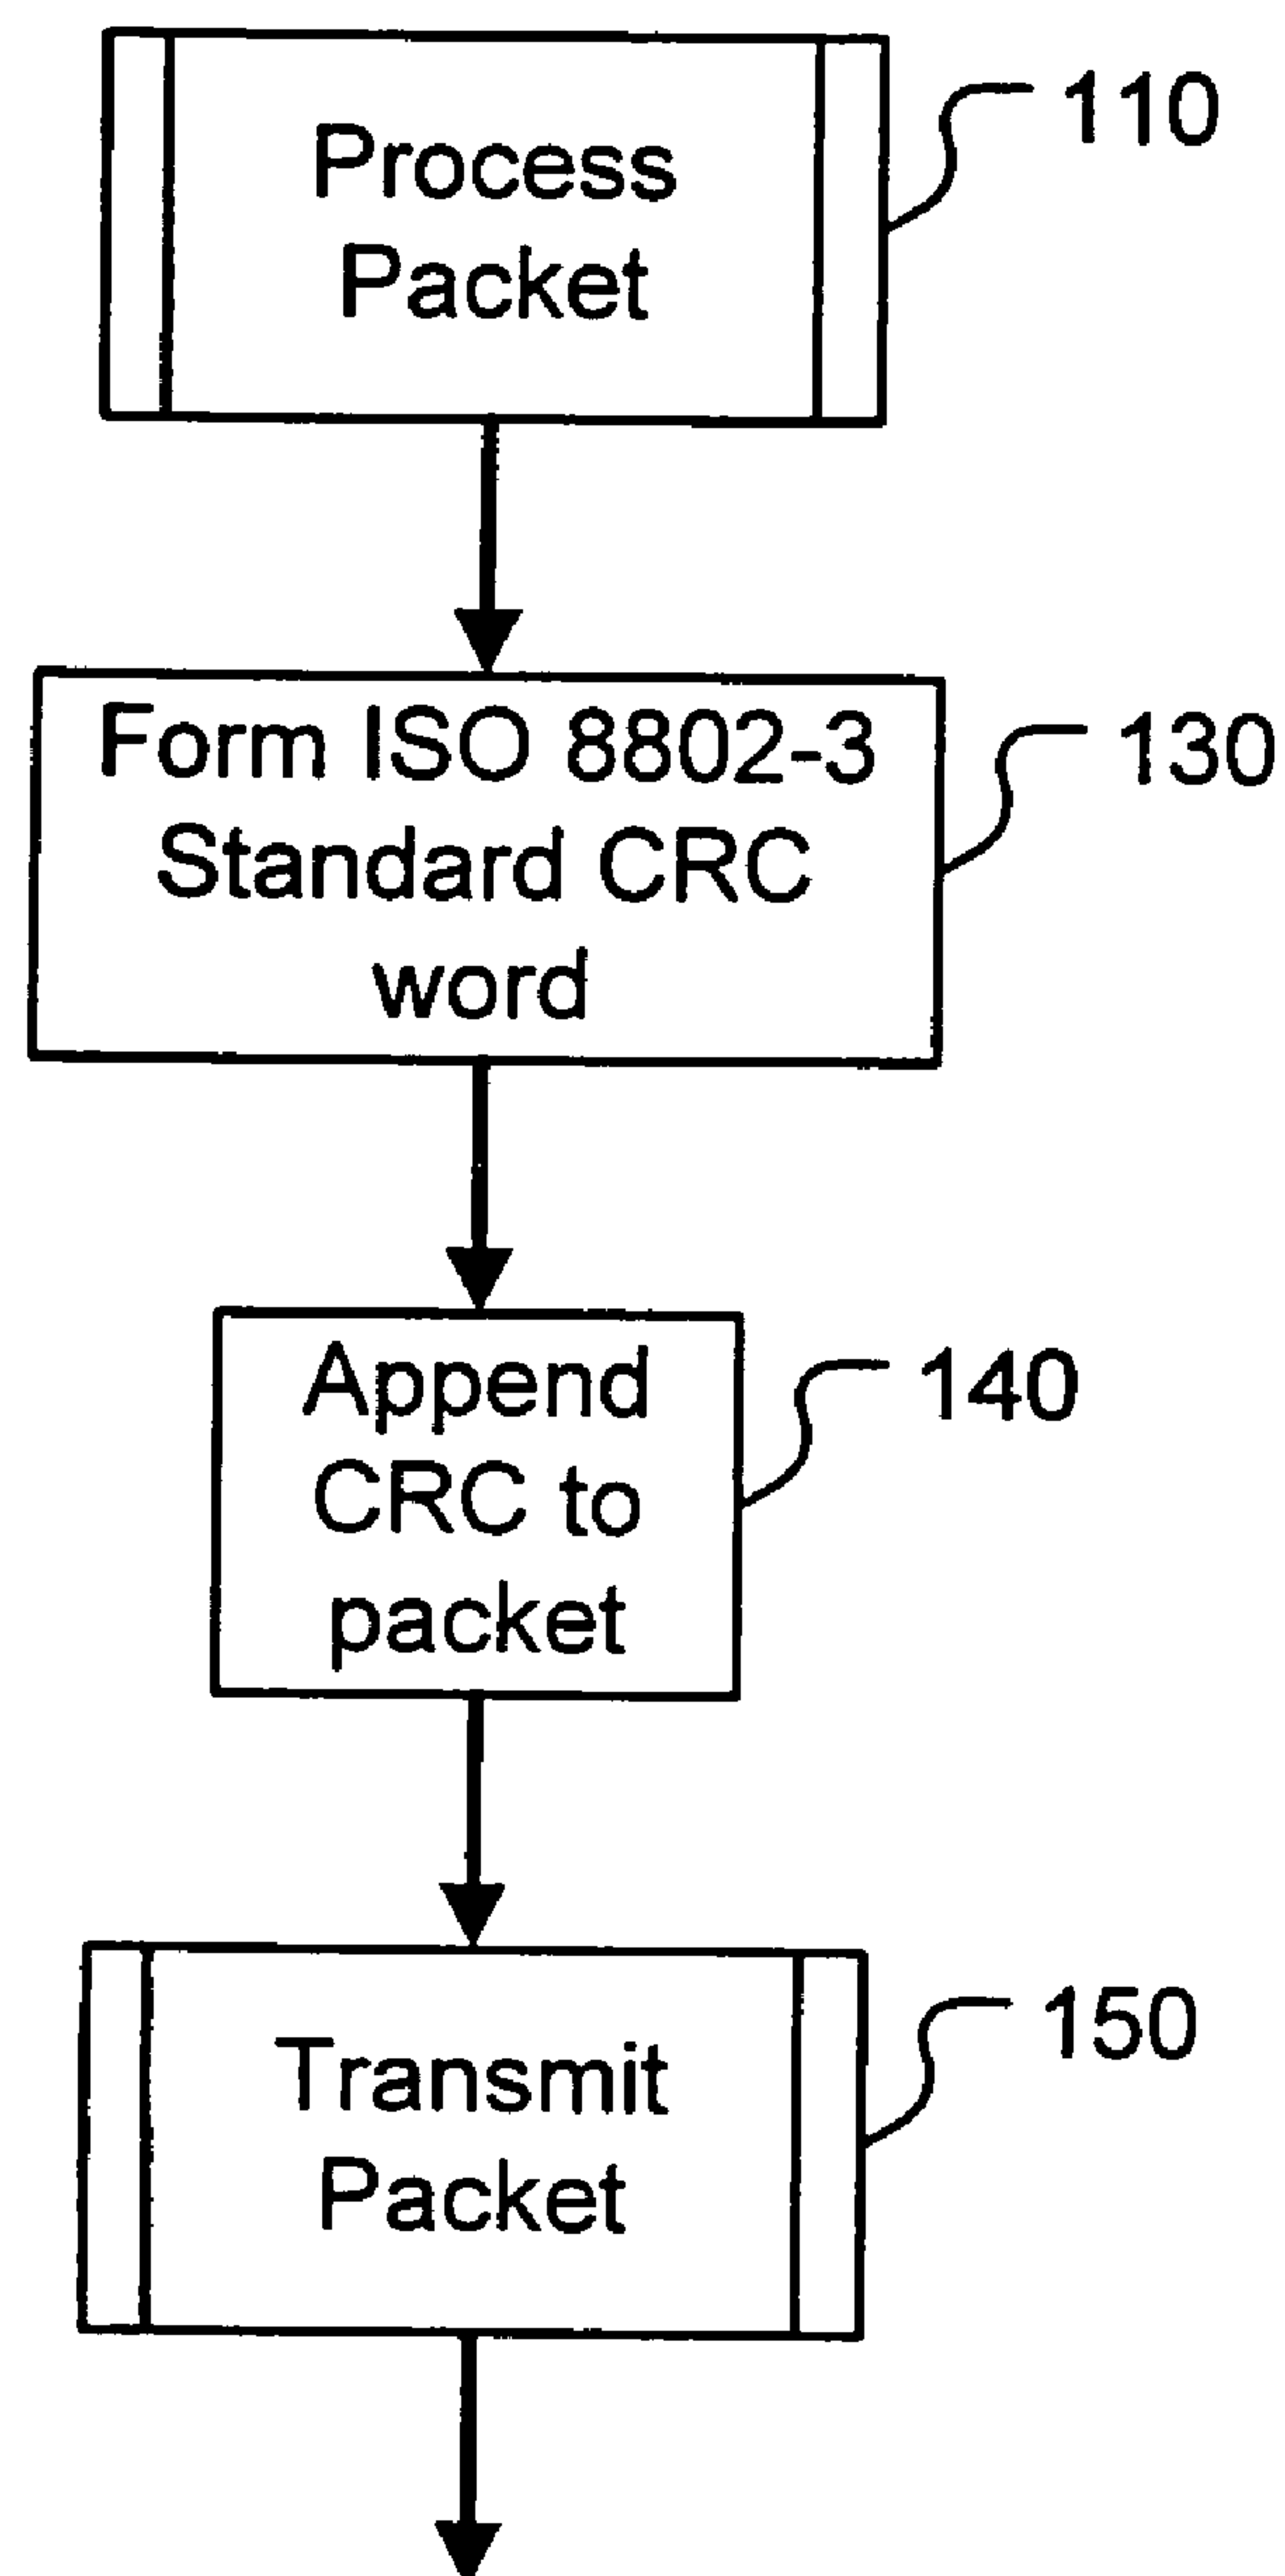 Process
Packet
110
Form ISO 8802-3
Standard CRC
word
130
Append
CRC to
packet
140
Transmit
Packet
150